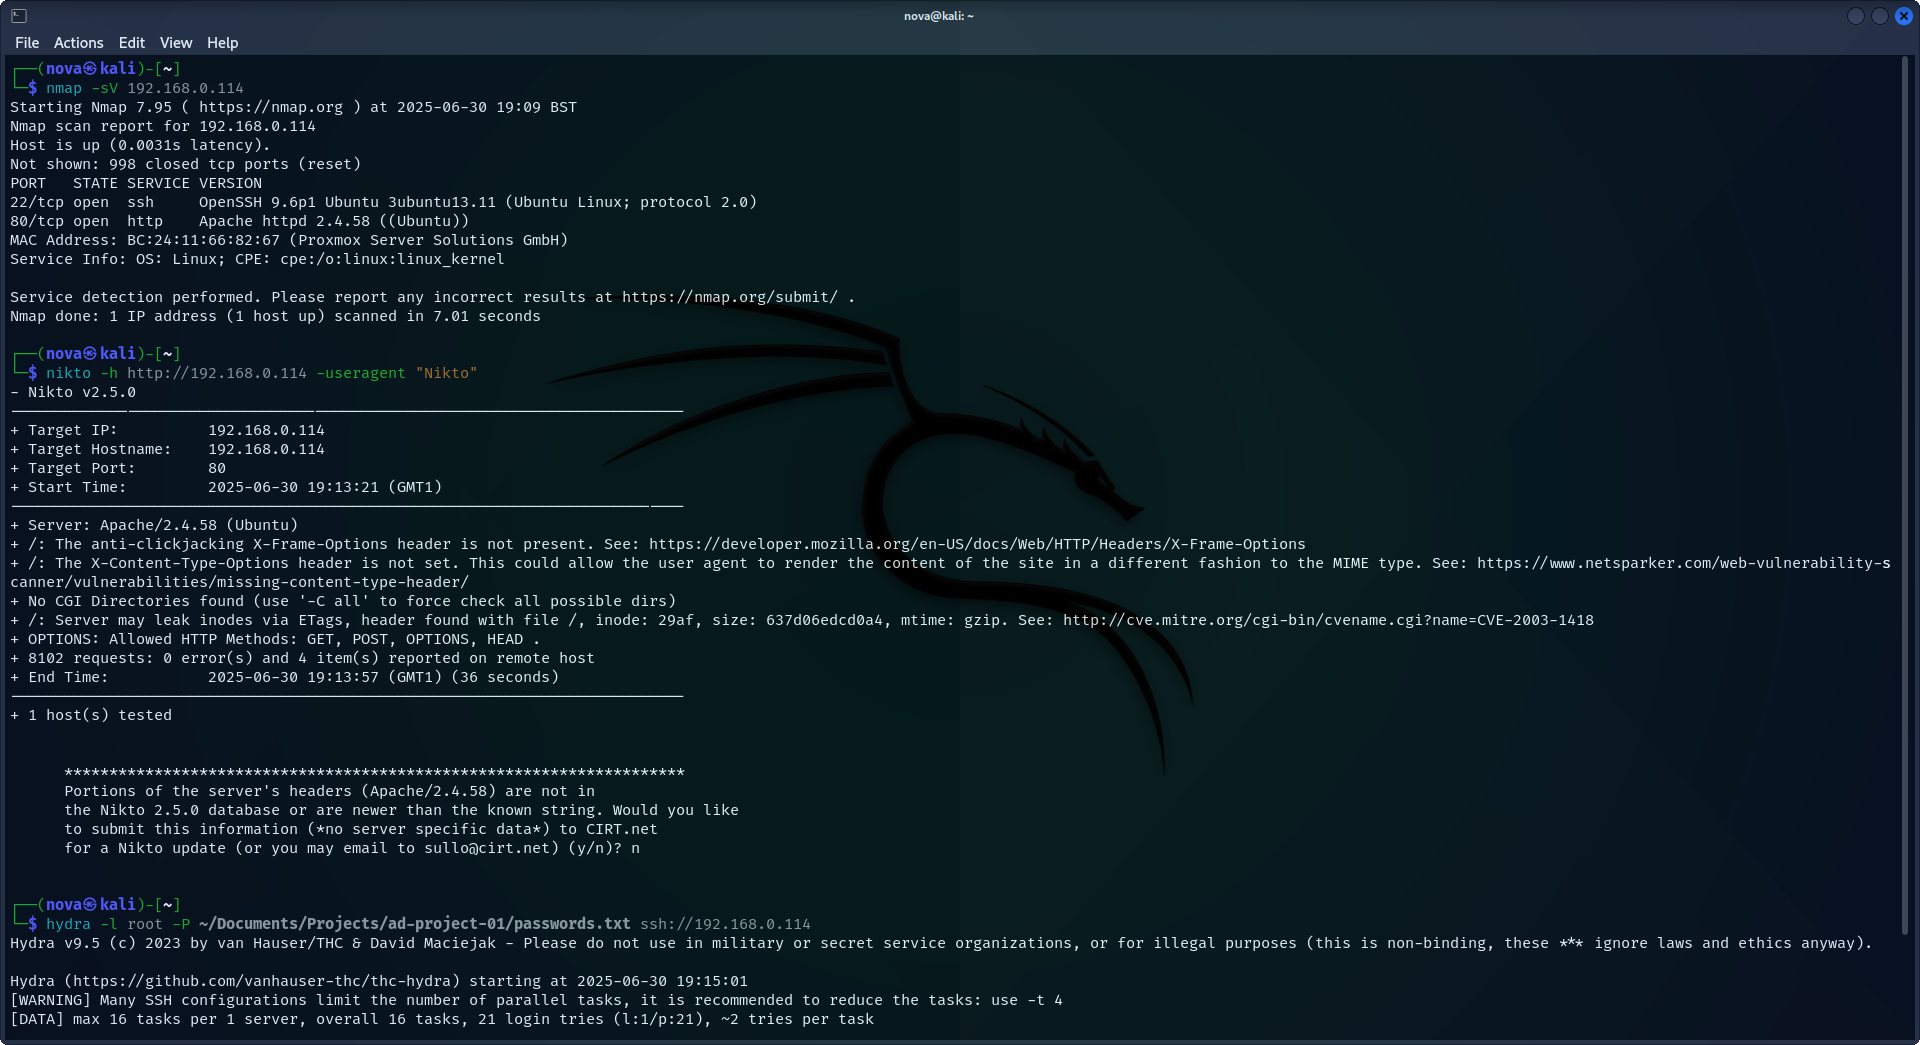 nova@kali: ~
File Actions Edit View Help
┌──(nova㉿kali)-[~]
└─$ nmap -sV 192.168.0.114
Starting Nmap 7.95 ( https://nmap.org ) at 2025-06-30 19:09 BST
Nmap scan report for 192.168.0.114
Host is up (0.0031s latency).
Not shown: 998 closed tcp ports (reset)
PORT   STATE SERVICE VERSION
22/tcp open  ssh     OpenSSH 9.6p1 Ubuntu 3ubuntu13.11 (Ubuntu Linux; protocol 2.0)
80/tcp open  http    Apache httpd 2.4.58 ((Ubuntu))
MAC Address: BC:24:11:66:82:67 (Proxmox Server Solutions GmbH)
Service Info: OS: Linux; CPE: cpe:/o:linux:linux_kernel
Service detection performed. Please report any incorrect results at https://nmap.org/submit/ .
Nmap done: 1 IP address (1 host up) scanned in 7.01 seconds
┌──(nova㉿kali)-[~]
└─$ nikto -h http://192.168.0.114 -useragent "Nikto"
- Nikto v2.5.0
---------------------------------------------------------------------------
+ Target IP:          192.168.0.114
+ Target Hostname:    192.168.0.114
+ Target Port:        80
+ Start Time:         2025-06-30 19:13:21 (GMT1)
---------------------------------------------------------------------------
+ Server: Apache/2.4.58 (Ubuntu)
+ /: The anti-clickjacking X-Frame-Options header is not present. See: https://developer.mozilla.org/en-US/docs/Web/HTTP/Headers/X-Frame-Options
+ /: The X-Content-Type-Options header is not set. This could allow the user agent to render the content of the site in a different fashion to the MIME type. See: https://www.netsparker.com/web-vulnerability-s
canner/vulnerabilities/missing-content-type-header/
+ No CGI Directories found (use '-C all' to force check all possible dirs)
+ /: Server may leak inodes via ETags, header found with file /, inode: 29af, size: 637d06edcd0a4, mtime: gzip. See: http://cve.mitre.org/cgi-bin/cvename.cgi?name=CVE-2003-1418
+ OPTIONS: Allowed HTTP Methods: GET, POST, OPTIONS, HEAD .
+ 8102 requests: 0 error(s) and 4 item(s) reported on remote host
+ End Time:           2025-06-30 19:13:57 (GMT1) (36 seconds)
---------------------------------------------------------------------------
+ 1 host(s) tested
*********************************************************************
Portions of the server's headers (Apache/2.4.58) are not in
the Nikto 2.5.0 database or are newer than the known string. Would you like
to submit this information (*no server specific data*) to CIRT.net
for a Nikto update (or you may email to sullo@cirt.net) (y/n)? n
┌──(nova㉿kali)-[~]
└─$ hydra -l root -P ~/Documents/Projects/ad-project-01/passwords.txt ssh://192.168.0.114
Hydra v9.5 (c) 2023 by van Hauser/THC & David Maciejak - Please do not use in military or secret service organizations, or for illegal purposes (this is non-binding, these *** ignore laws and ethics anyway).
Hydra (https://github.com/vanhauser-thc/thc-hydra) starting at 2025-06-30 19:15:01
[WARNING] Many SSH configurations limit the number of parallel tasks, it is recommended to reduce the tasks: use -t 4
[DATA] max 16 tasks per 1 server, overall 16 tasks, 21 login tries (l:1/p:21), ~2 tries per task